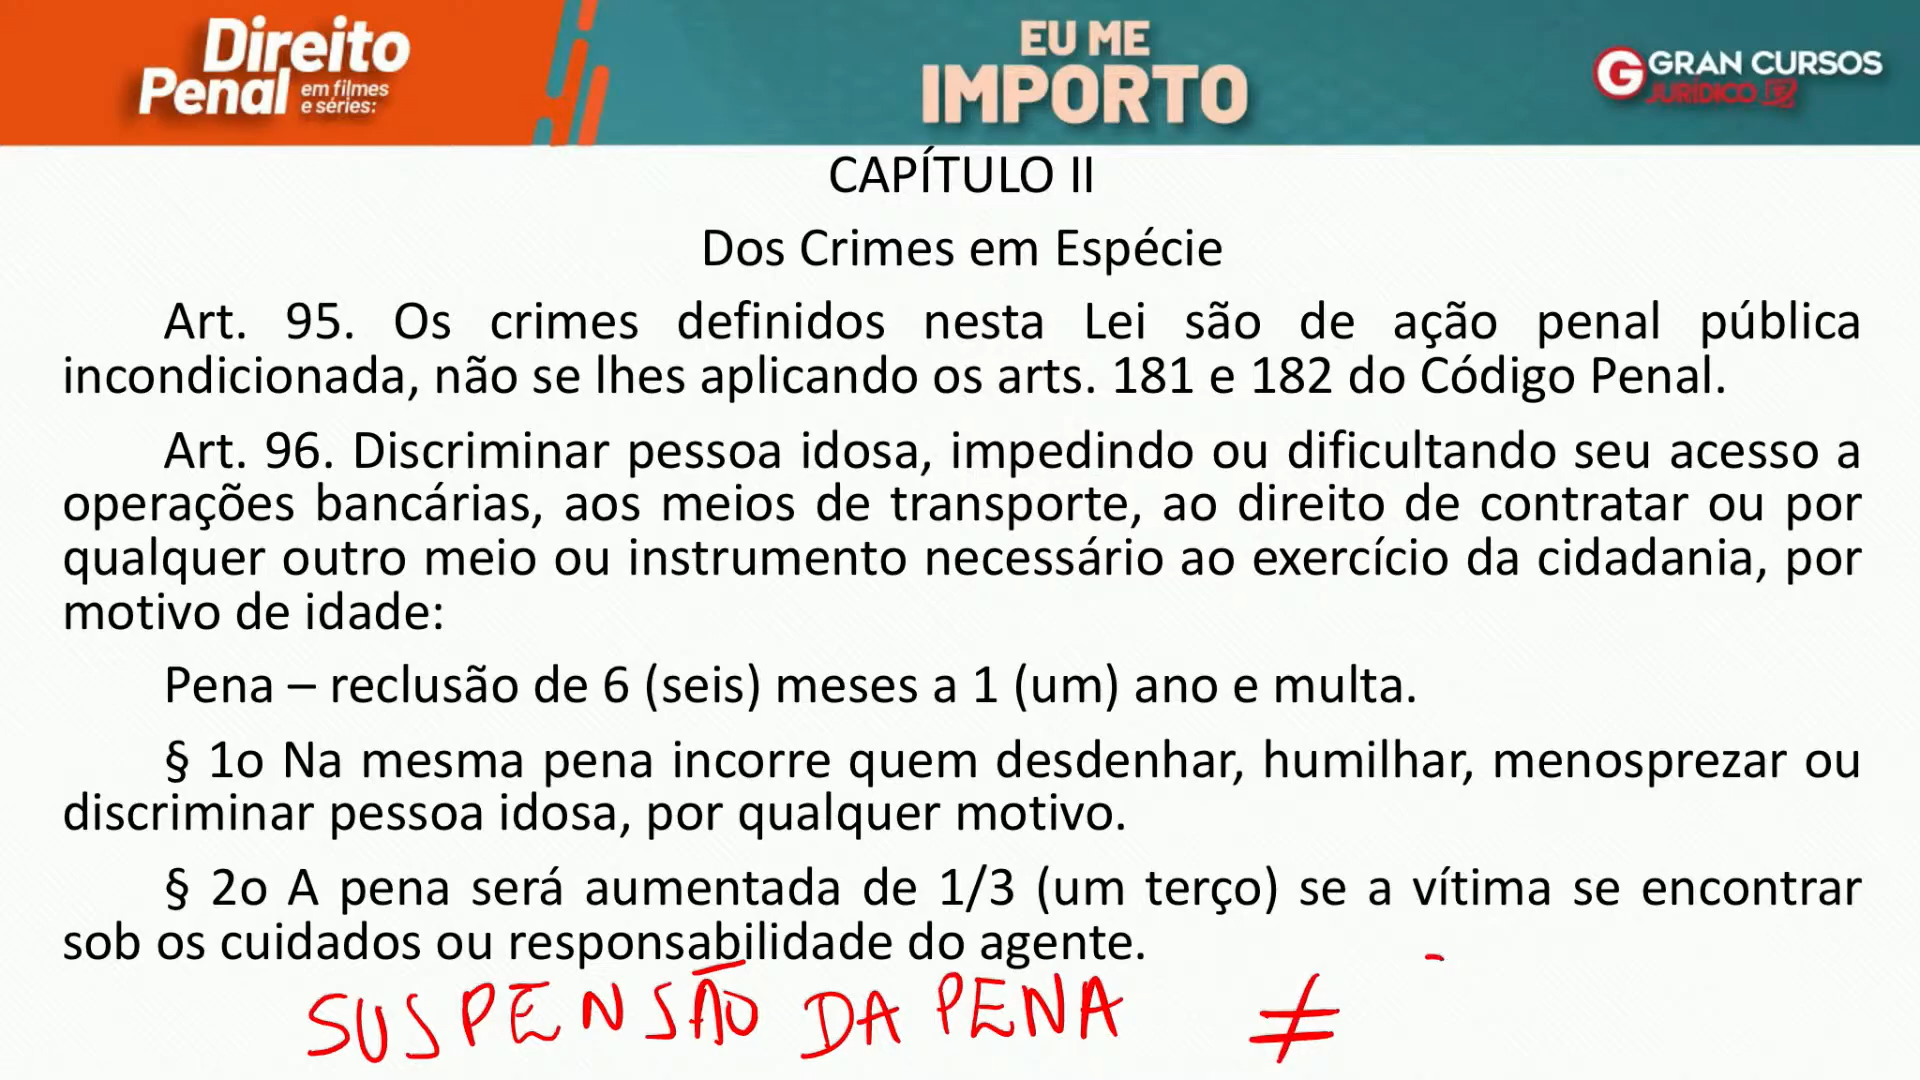 Direito
Penal em filmes
e séries:
EU ME
IMPORTO
GRAN CURSOS
JURÍDICO
CAPÍTULO II
Dos Crimes em Espécie
Art. 95. Os crimes definidos nesta Lei são de ação penal pública
incondicionada, não se lhes aplicando os arts. 181 e 182 do Código Penal.
Art. 96. Discriminar pessoa idosa, impedindo ou dificultando seu acesso a
operações bancárias, aos meios de transporte, ao direito de contratar ou por
qualquer outro meio ou instrumento necessário ao exercício da cidadania, por
motivo de idade:
Pena – reclusão de 6 (seis) meses a 1 (um) ano e multa.
§ 1o Na mesma pena incorre quem desdenhar, humilhar, menosprezar ou
discriminar pessoa idosa, por qualquer motivo.
§ 2o A pena será aumentada de 1/3 (um terço) se a vítima se encontrar
sob os cuidados ou responsabilidade do agente.
SUSPENSÃO DA PENA ≠